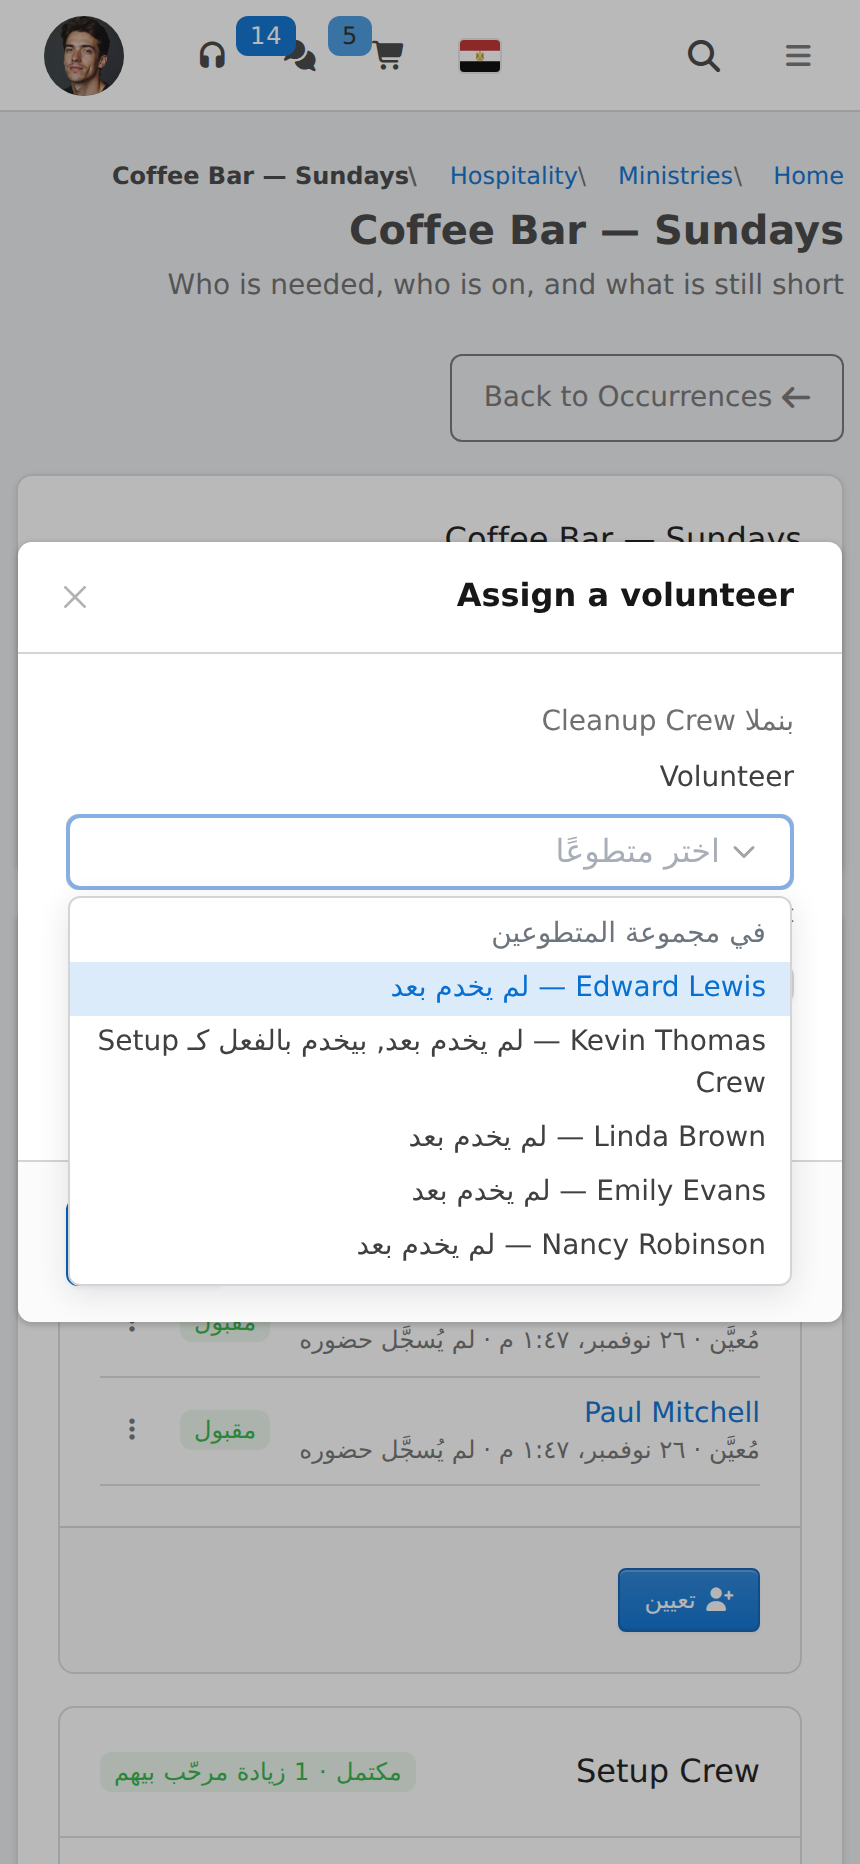 14
5
Home \ Ministries \ Hospitality \ Coffee Bar — Sundays
Coffee Bar — Sundays
Who is needed, who is on, and what is still short
Back to Occurrences
Coffee Bar — Sundays
Assign a volunteer
بنملا Cleanup Crew
Volunteer
اختر متطوعًا
في مجموعة المتطوعين
Edward Lewis — لم يخدم بعد
Kevin Thomas — لم يخدم بعد, بيخدم بالفعل كـ Setup
Crew
Linda Brown — لم يخدم بعد
Emily Evans — لم يخدم بعد
Nancy Robinson — لم يخدم بعد
مقبول
مُعيَّن · ٢٦ نوفمبر، ١:٤٧ م · لم يُسجَّل حضوره
Paul Mitchell
مقبول
مُعيَّن · ٢٦ نوفمبر، ١:٤٧ م · لم يُسجَّل حضوره
تعيين
Setup Crew
مكتمل · 1 زيادة مرحّب بيهم